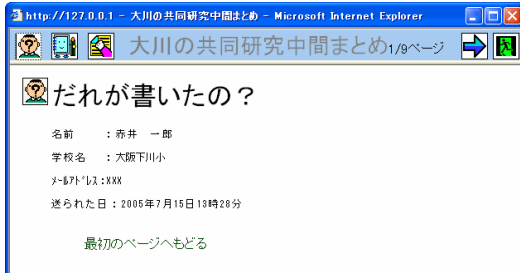 http://127.0.0.1 - 大川の共同研究中間まとめ - Microsoft Internet Explorer
大川の共同研究中間まとめ1/9ページ
だれが書いたの？
名前　　：赤井　一郎
学校名　：大阪下川小
ﾒｰﾙｱﾄﾞﾚｽ:XXX
送られた日：2005年7月15日13時28分
最初のページへもどる